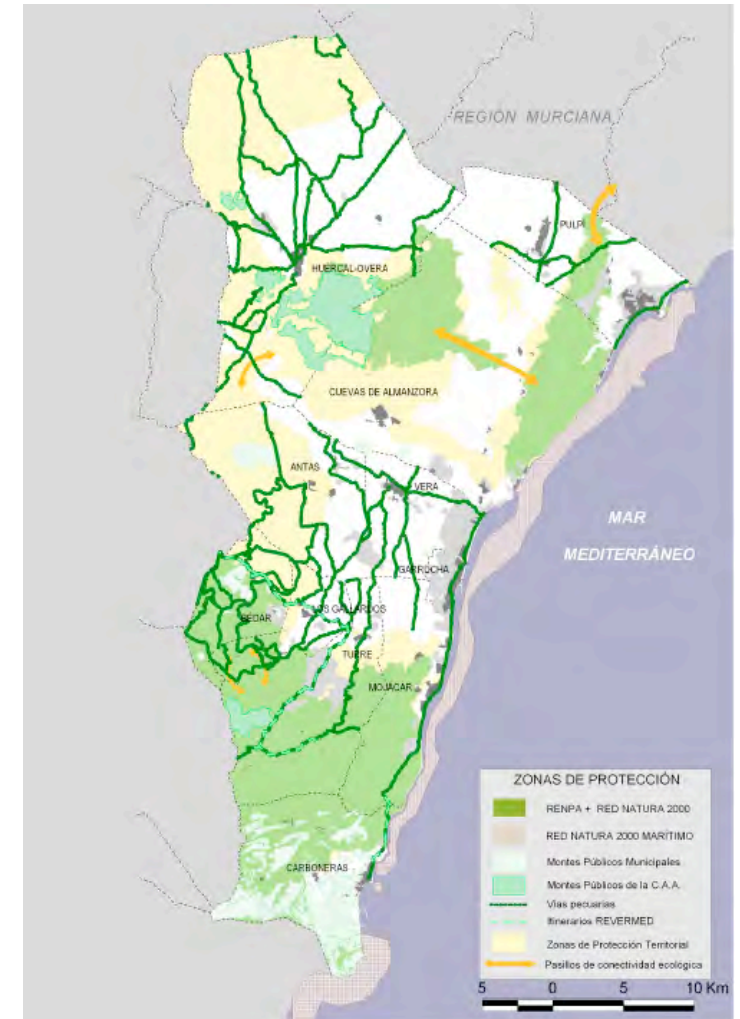 REGIÓN MURCIANA
PULPÍ
HUERCAL-OVERA
CUEVAS DE ALMANZORA
ANTAS
VERA
MAR
MEDITERRÁNEO
GARRUCHA
BEDAR
LOS GALLARDOS
TURRE
MOJACAR
CARBONERAS
ZONAS DE PROTECCIÓN
RENPA + RED NATURA 2000
RED NATURA 2000 MARÍTIMO
Montes Públicos Municipales
Montes Públicos de la C.A.A.
Vías pecuarias
Itinerarios REVERMED
Zonas de Protección Territorial
Pasillos de conectividad ecológica
5 0 5 10 Km